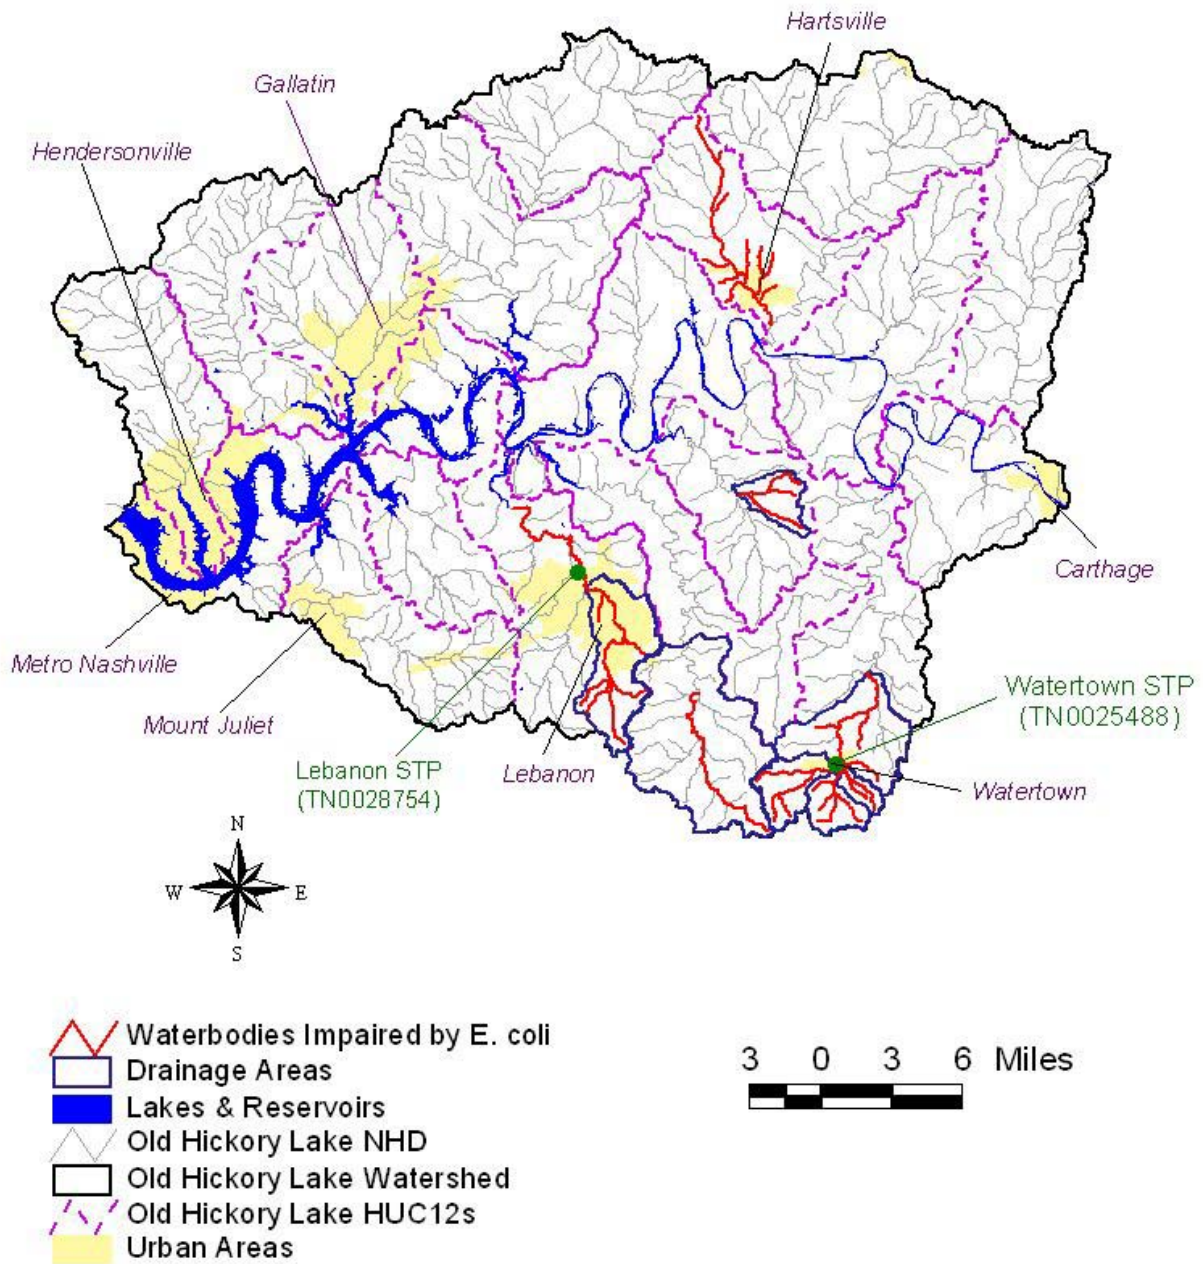 Hartsville
Gallatin
Hendersonville
Carthage
Metro Nashville
Mount Juliet
Watertown STP
(TN0025488)
Lebanon STP
(TN0028754)
Lebanon
Watertown
N
W E
S
Waterbodies Impaired by E. coli
Drainage Areas
Lakes & Reservoirs
Old Hickory Lake NHD
Old Hickory Lake Watershed
Old Hickory Lake HUC12s
Urban Areas
3 0 3 6 Miles